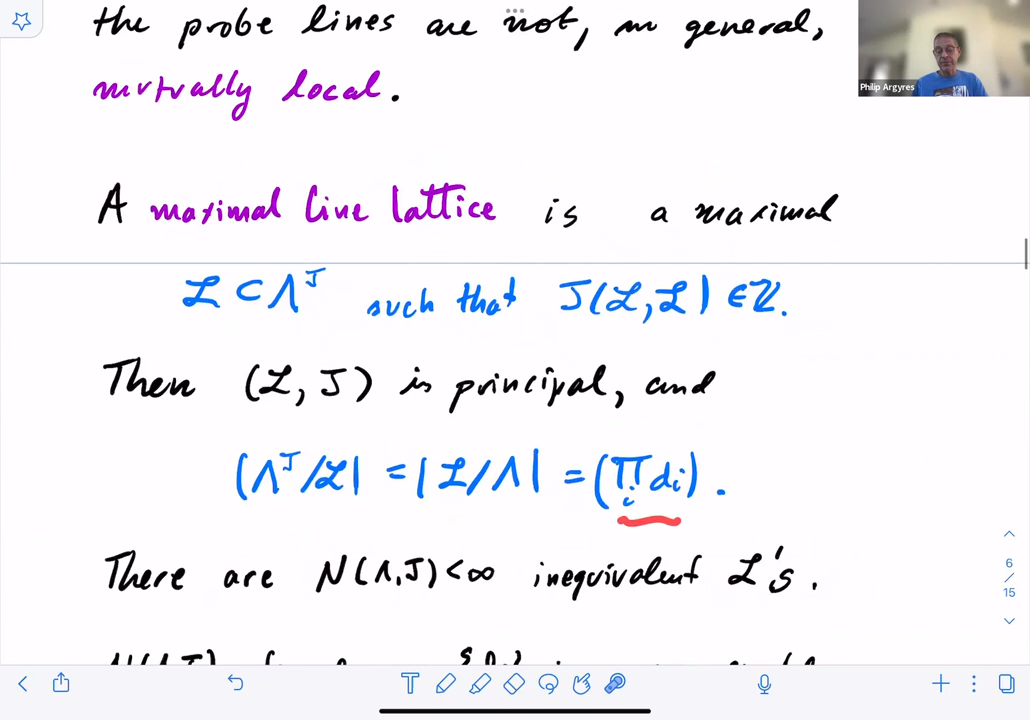 the probe lines are not, in general,
mutually local.
Philip Argyres
A maximal line lattice is a maximal
ℒ ⊂ Λ^J such that J(ℒ,ℒ) ∈ ℤ.
Then (ℒ, J) is principal, and
|Λ^J/ℒ| = |ℒ/Λ| = (∏_i d_i).
There are N(Λ,J) < ∞ inequivalent ℒ's.
6
/
15